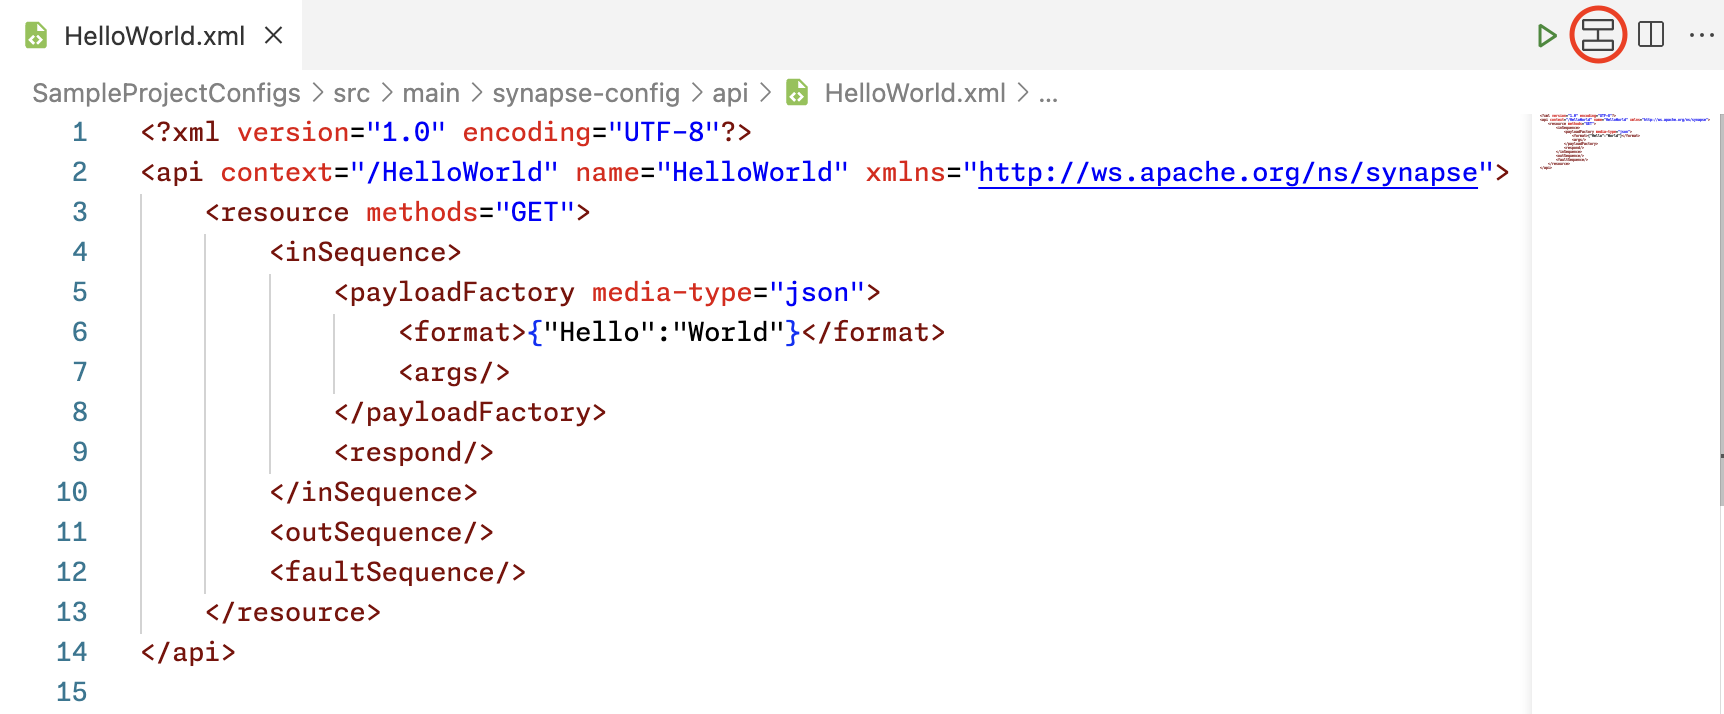 HelloWorld.xml
SampleProjectConfigs > src > main > synapse-config > api > HelloWorld.xml > ...
1 <?xml version="1.0" encoding="UTF-8"?>
2 <api context="/HelloWorld" name="HelloWorld" xmlns="http://ws.apache.org/ns/synapse">
3 <resource methods="GET">
4 <inSequence>
5 <payloadFactory media-type="json">
6 <format>{"Hello":"World"}</format>
7 <args/>
8 </payloadFactory>
9 <respond/>
10 </inSequence>
11 <outSequence/>
12 <faultSequence/>
13 </resource>
14 </api>
15